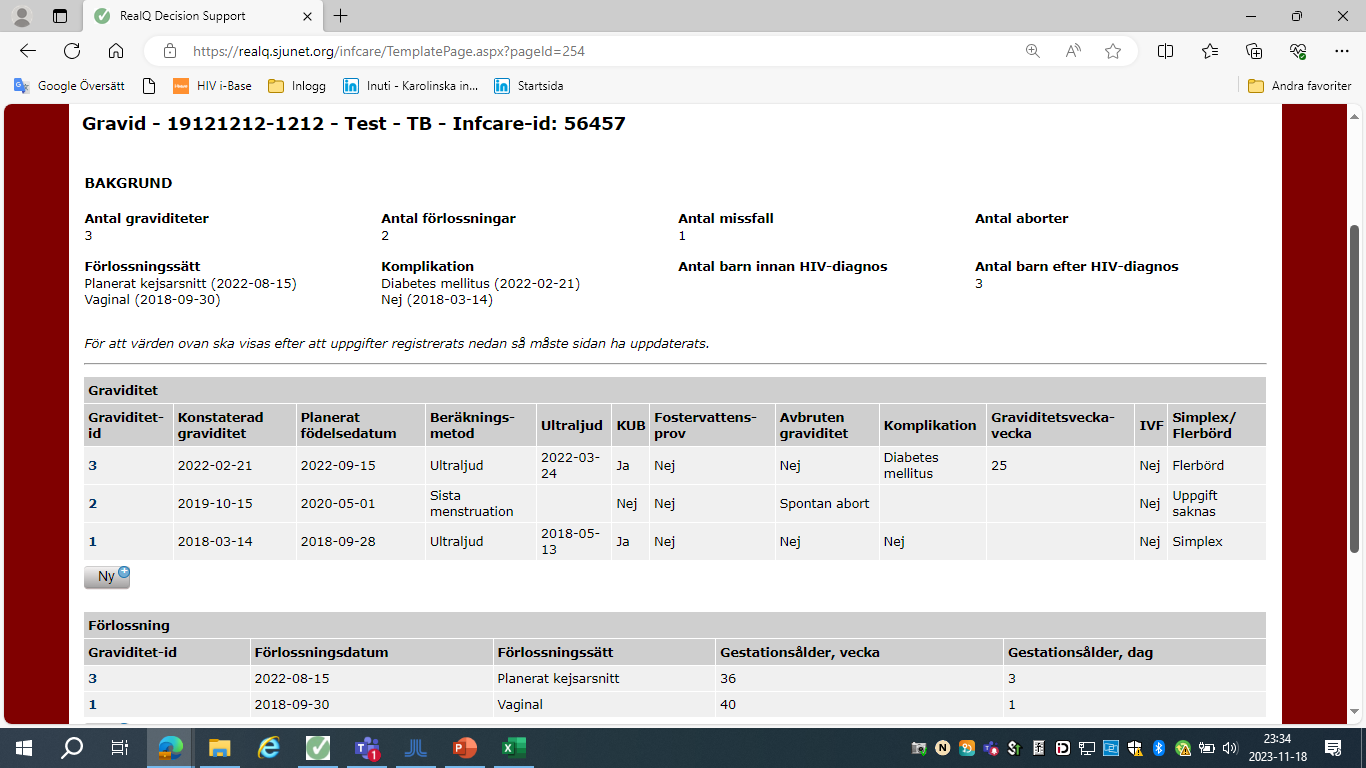 RealQ Decision Support
https://realq.sjunet.org/infcare/TemplatePage.aspx?pageId=254
Google Översätt
HIV i-Base
Inlogg
Inuti - Karolinska in...
Startsida
Andra favoriter
Gravid - 19121212-1212 - Test - TB - Infcare-id: 56457
BAKGRUND
Antal graviditeter Antal förlossningar Antal missfall Antal aborter
3 2 1
Förlossningssätt Komplikation Antal barn innan HIV-diagnos Antal barn efter HIV-diagnos
Planerat kejsarsnitt (2022-08-15) Diabetes mellitus (2022-02-21) 3
Vaginal (2018-09-30) Nej (2018-03-14)
För att värden ovan ska visas efter att uppgifter registrerats nedan så måste sidan ha uppdaterats.
Graviditet
Graviditet-id Konstaterad graviditet Planerat födelsedatum Beräknings-metod Ultraljud KUB Fostervattens-prov Avbruten graviditet Komplikation Graviditetsvecka-vecka IVF Simplex/Flerbörd
3 2022-02-21 2022-09-15 Ultraljud 2022-03-24 Ja Nej Nej Diabetes mellitus 25 Nej Flerbörd
2 2019-10-15 2020-05-01 Sista menstruation Nej Nej Spontan abort Nej Uppgift saknas
1 2018-03-14 2018-09-28 Ultraljud 2018-05-13 Ja Nej Nej Nej Nej Simplex
Ny
Förlossning
Graviditet-id Förlossningsdatum Förlossningssätt Gestationsålder, vecka Gestationsålder, dag
3 2022-08-15 Planerat kejsarsnitt 36 3
1 2018-09-30 Vaginal 40 1
23:34
2023-11-18